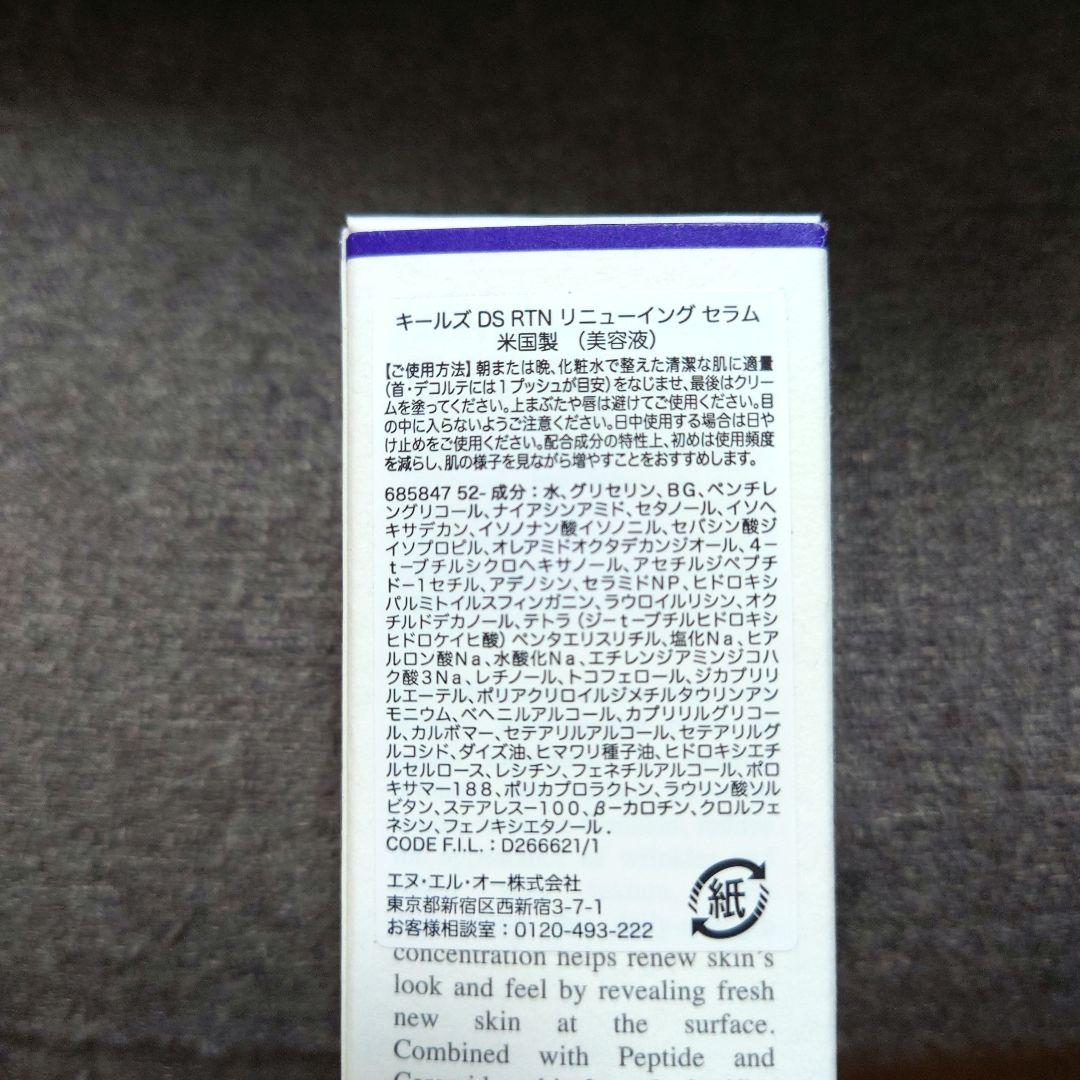 キールズ DS RTN リニューイング セラム
米国製 （美容液）
【ご使用方法】朝または晩、化粧水で整えた清潔な肌に適量
（首・デコルテには1プッシュが目安）をなじませ、最後はクリー
ムを塗ってください。上まぶたや唇は避けてご使用ください。目
の中に入らないようご注意ください。日中使用する場合は日や
け止めをご使用ください。配合成分の特性上、初めは使用頻度
を減らし、肌の様子を見ながら増やすことをおすすめします。
685847 52- 成分：水、グリセリン、BG、ペンチレ
ングリコール、ナイアシンアミド、セタノール、イソヘ
キサデカン、イソノナン酸イソノニル、セバシン酸ジ
イソプロピル、オレアミドオクタデカンジオール、4－
t－ブチルシクロヘキサノール、アセチルジペプチ
ド－1セチル、アデノシン、セラミドNP、ヒドロキシ
パルミトイルスフィンガニン、ラウロイルリシン、オク
チルドデカノール、テトラ（ジ－t－ブチルヒドロキシ
ヒドロケイヒ酸）ペンタエリスリチル、塩化Na、ヒア
ルロン酸Na、水酸化Na、エチレンジアミンジコハ
ク酸3Na、レチノール、トコフェロール、ジカプリリ
ルエーテル、ポリアクリロイルジメチルタウリンアン
モニウム、ベヘニルアルコール、カプリリルグリコー
ル、カルボマー、セテアリルアルコール、セテアリルグ
ルコシド、ダイズ油、ヒマワリ種子油、ヒドロキシエチ
ルセルロース、レシチン、フェネチルアルコール、ポロ
キサマー188、ポリカプロラクトン、ラウリン酸ソル
ビタン、ステアレス－100、β－カロチン、クロルフェ
ネシン、フェノキシエタノール．
CODE F.I.L.：D266621/1
エヌ・エル・オー株式会社
東京都新宿区西新宿3-7-1
お客様相談室：0120-493-222
紙
concentration helps renew skin's
look and feel by revealing fresh
new skin at the surface.
Combined with Peptide and